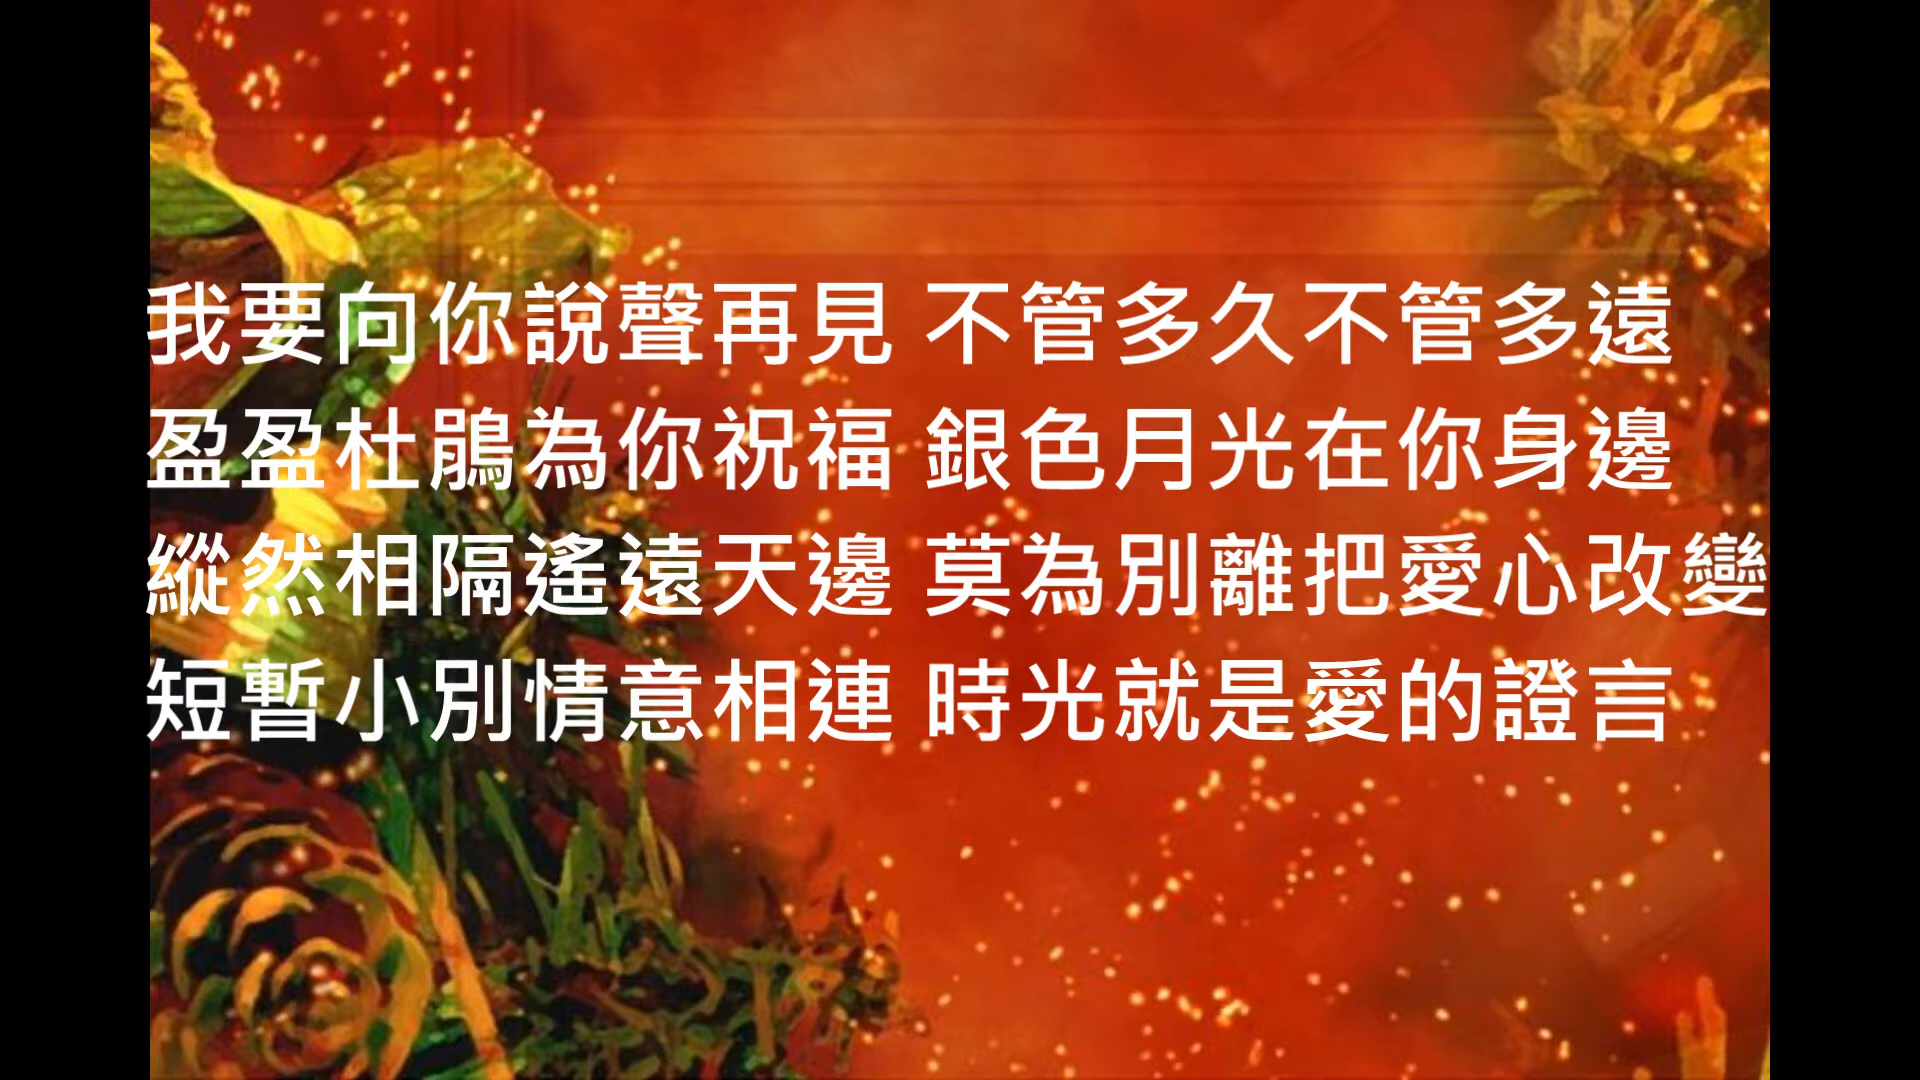 我要向你說聲再見 不管多久不管多遠
盈盈杜鵑為你祝福 銀色月光在你身邊
縱然相隔遙遠天邊 莫為別離把愛心改變
短暫小別情意相連 時光就是愛的證言